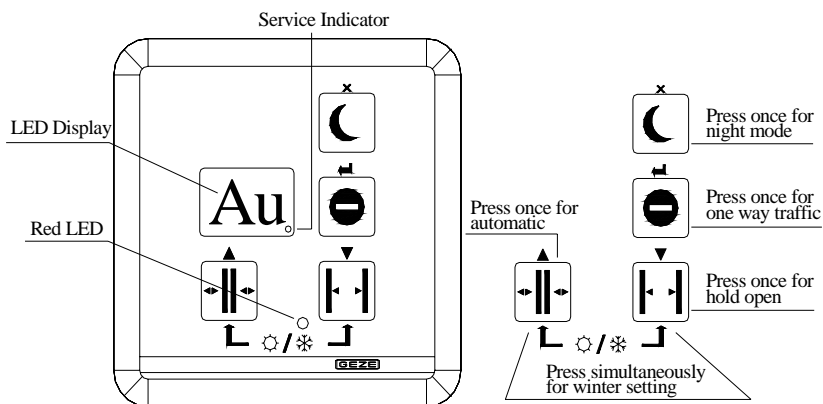 Service Indicator
x
x
LED Display
Press once for
night mode
Au
Red LED
Press once for
automatic
Press once for
one way traffic
Press once for
hold open
/
/
GEZE
Press simultaneously
for winter setting